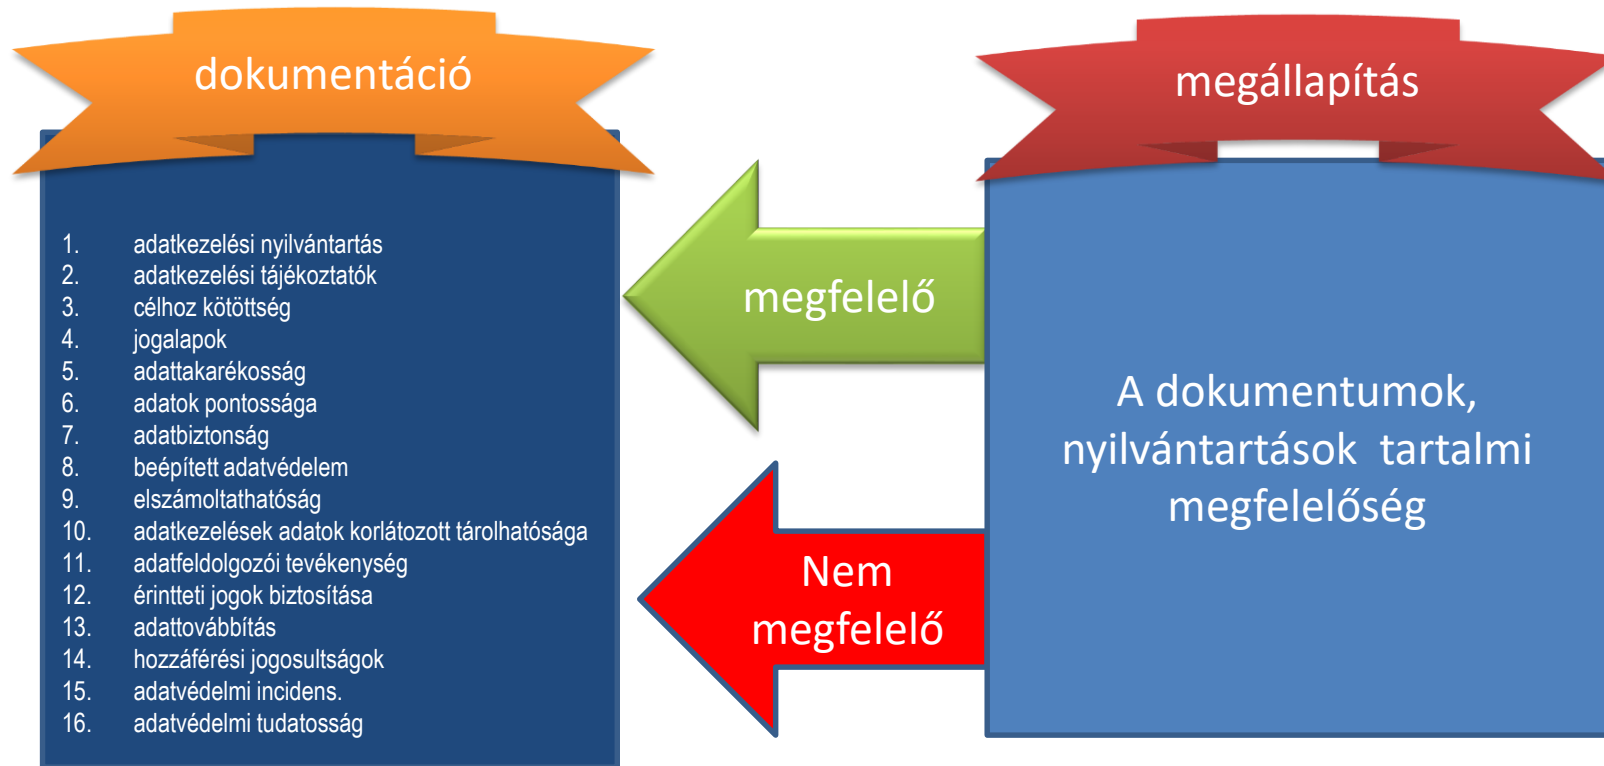 dokumentáció
1. adatkezelési nyilvántartás
2. adatkezelési tájékoztatók
3. célhoz kötöttség
4. jogalapok
5. adattakarékosság
6. adatok pontossága
7. adatbiztonság
8. beépített adatvédelem
9. elszámoltathatóság
10. adatkezelések adatok korlátozott tárolhatósága
11. adatfeldolgozói tevékenység
12. érintteti jogok biztosítása
13. adattovábbítás
14. hozzáférési jogosultságok
15. adatvédelmi incidens.
16. adatvédelmi tudatosság
megfelelő
Nem
megfelelő
megállapítás
A dokumentumok,
nyilvántartások tartalmi
megfelelőség